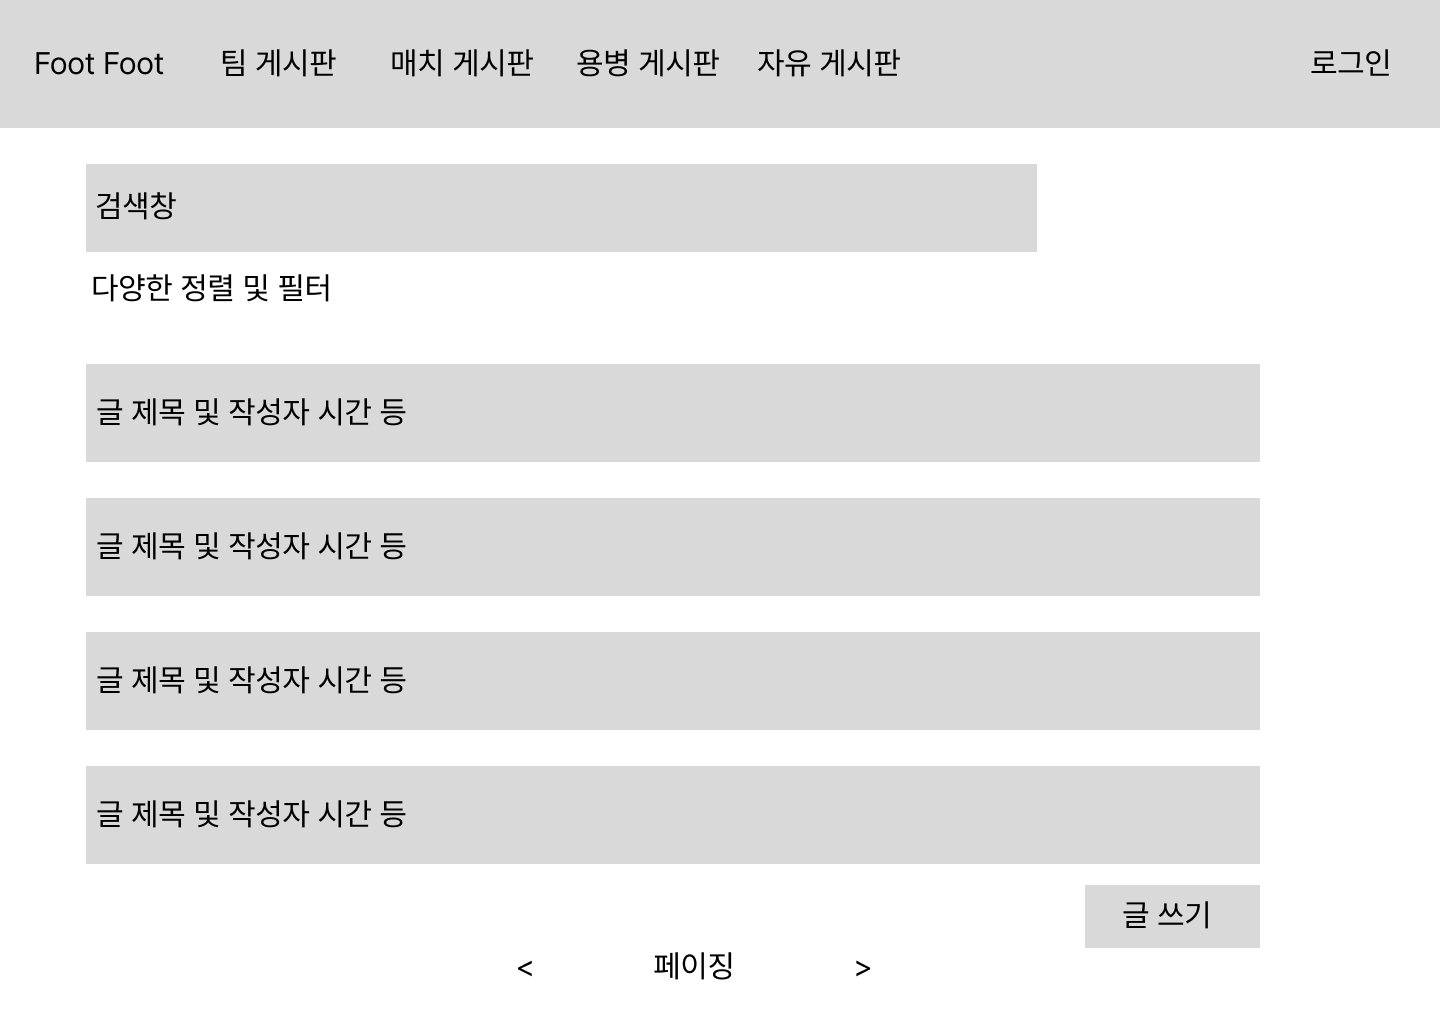 Foot Foot 팀 게시판 매치 게시판 용병 게시판 자유 게시판 로그인
검색창
다양한 정렬 및 필터
글 제목 및 작성자 시간 등
글 제목 및 작성자 시간 등
글 제목 및 작성자 시간 등
글 제목 및 작성자 시간 등
글 쓰기
< 페이징 >